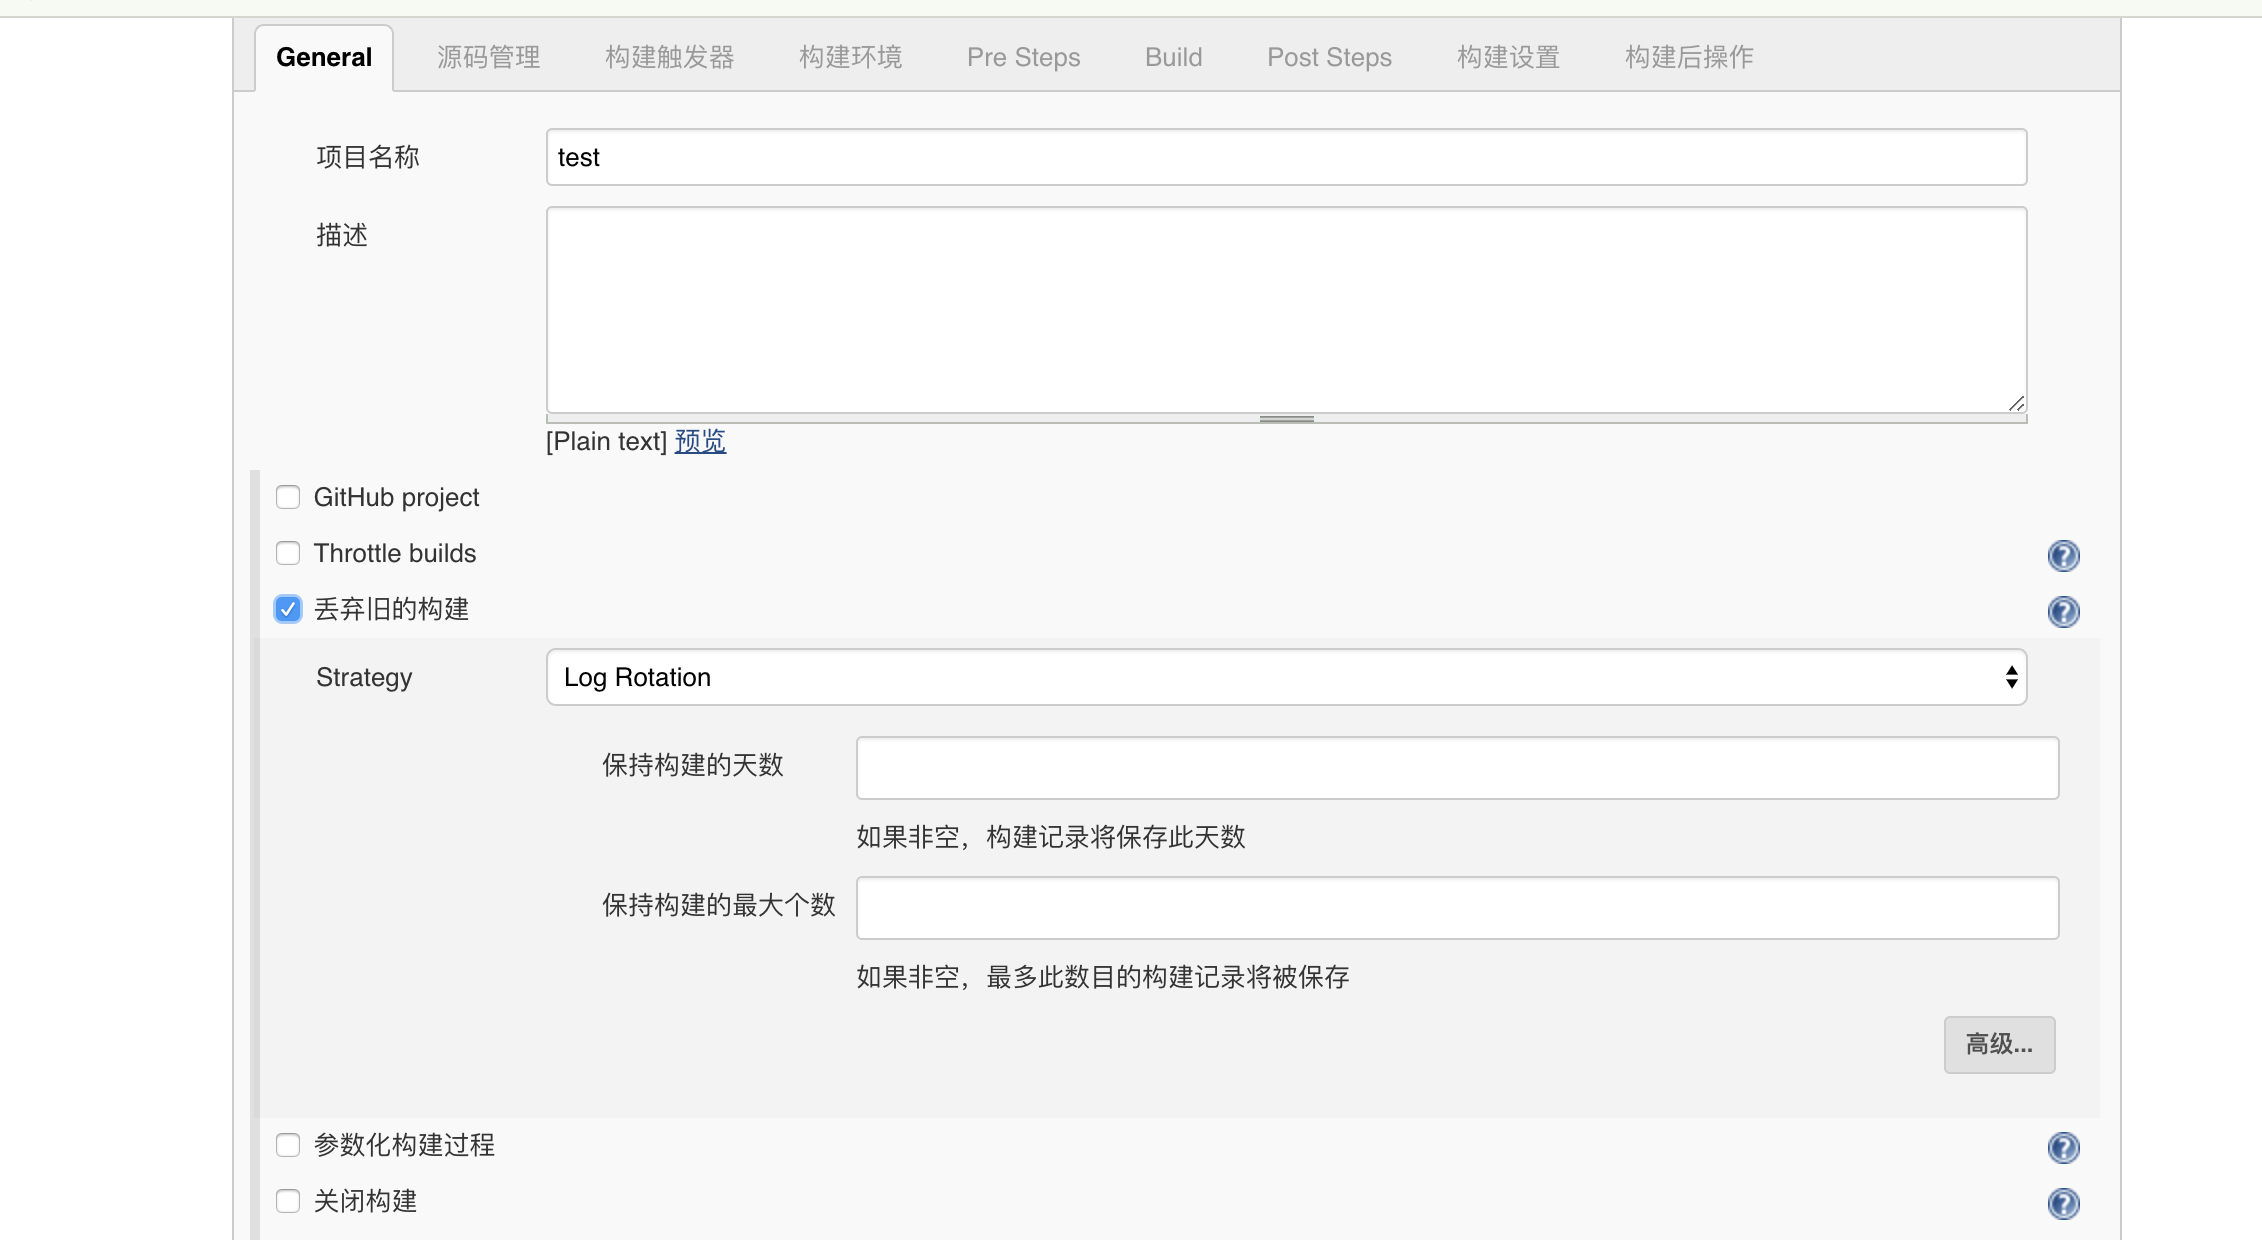 General 源码管理 构建触发器 构建环境 Pre Steps Build Post Steps 构建设置 构建后操作
项目名称 test
描述
[Plain text] 预览
GitHub project
Throttle builds
丢弃旧的构建
Strategy Log Rotation
保持构建的天数
如果非空，构建记录将保存此天数
保持构建的最大个数
如果非空，最多此数目的构建记录将被保存
高级...
参数化构建过程
关闭构建